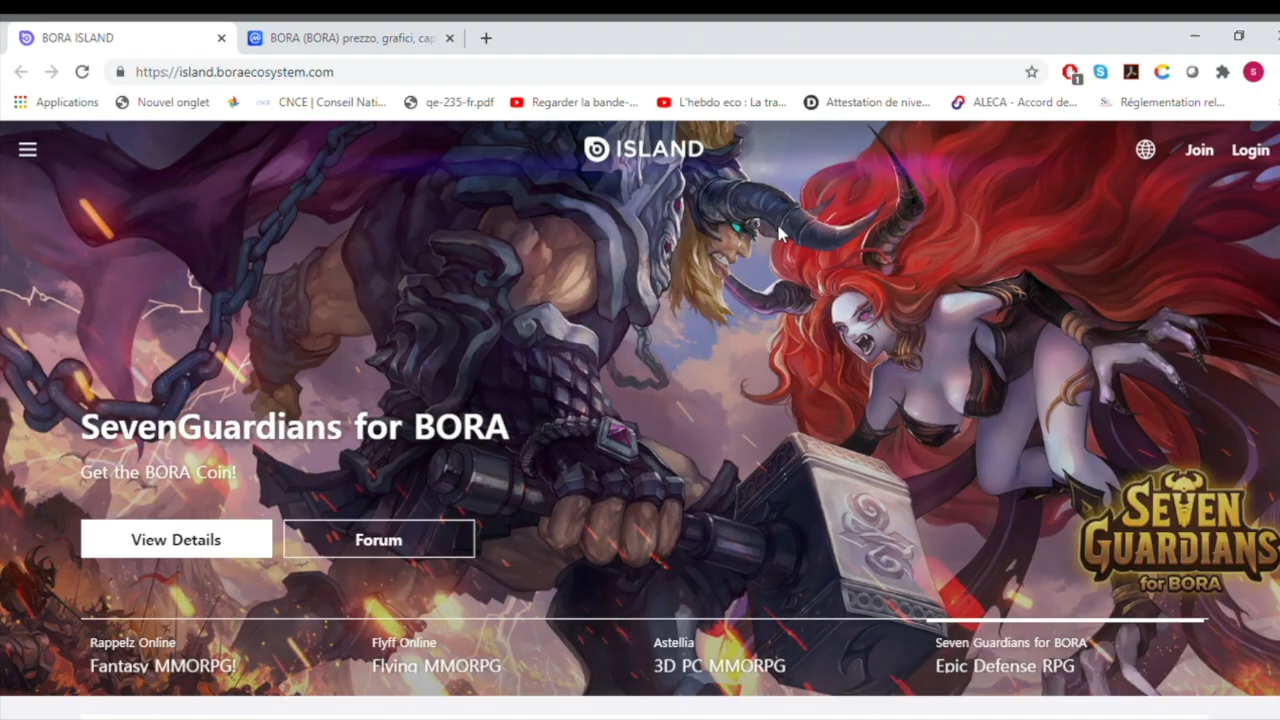 BORA ISLAND
BORA (BORA) prezzo, grafici, cap
https://island.boraecosystem.com
1
S
Applications
Nouvel onglet
CNCE | Conseil Nati...
qe-235-fr.pdf
Regarder la bande-...
L'hebdo eco : La tra...
Attestation de nive...
ALECA - Accord de...
Réglementation rel...
ISLAND
Join
Login
SevenGuardians for BORA
Get the BORA Coin!
View Details
Forum
SEVEN
GUARDIANS
for BORA
Rappelz Online
Fantasy MMORPG!
Flyff Online
Flying MMORPG
Astellia
3D PC MMORPG
Seven Guardians for BORA
Epic Defense RPG